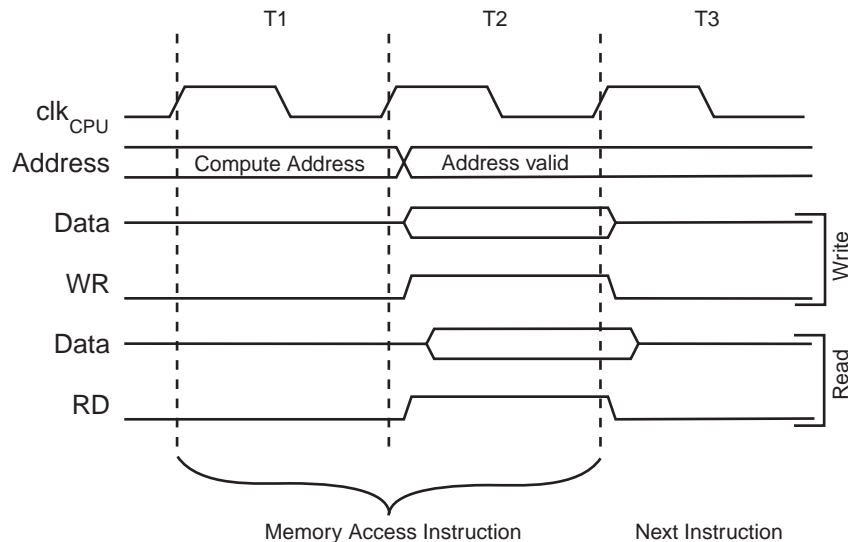 T1 T2 T3
clkCPU
Address Compute Address Address valid
Data
WR
Write
Data
RD
Read
Memory Access Instruction Next Instruction